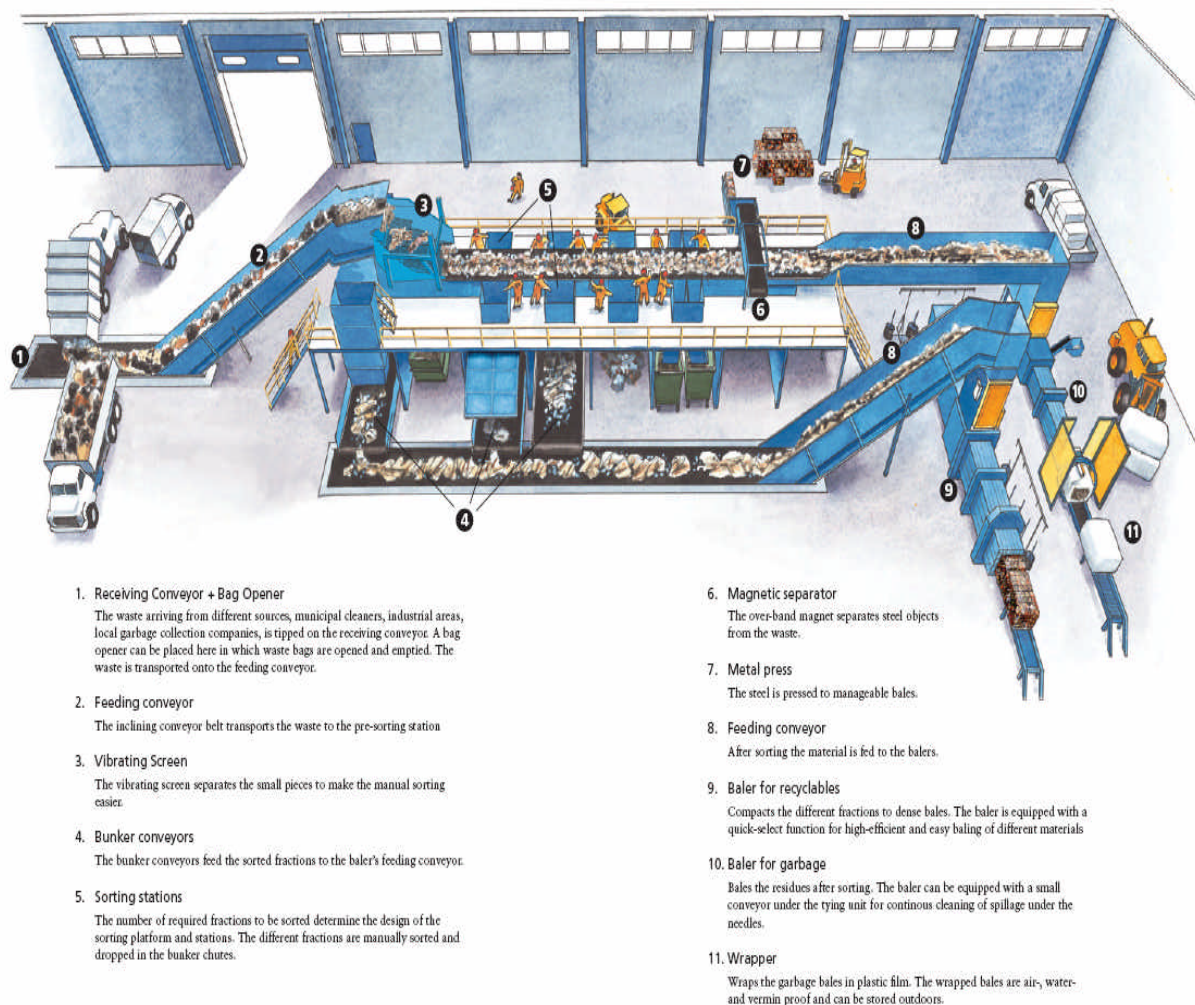 1
2
3
5
7
8
6
8
10
9
11
4
1. Receiving Conveyor + Bag Opener
The waste arriving from different sources, municipal cleaners, industrial areas,
local garbage collection companies, is tipped on the receiving conveyor. A bag
opener can be placed here in which waste bags are opened and emptied. The
waste is transported onto the feeding conveyor.
2. Feeding conveyor
The inclining conveyor belt transports the waste to the pre-sorting station
3. Vibrating Screen
The vibrating screen separates the small pieces to make the manual sorting
easier.
4. Bunker conveyors
The bunker conveyors feed the sorted fractions to the baler's feeding conveyor.
5. Sorting stations
The number of required fractions to be sorted determine the design of the
sorting platform and stations. The different fractions are manually sorted and
dropped in the bunker chutes.
6. Magnetic separator
The over-band magnet separates steel objects
from the waste.
7. Metal press
The steel is pressed to manageable bales.
8. Feeding conveyor
After sorting the material is fed to the balers.
9. Baler for recyclables
Compacts the different fractions to dense bales. The baler is equipped with a
quick-select function for high-efficient and easy baling of different materials
10. Baler for garbage
Bales the residues after sorting. The baler can be equipped with a small
conveyor under the tying unit for continous cleaning of spillage under the
needles.
11. Wrapper
Wraps the garbage bales in plastic film. The wrapped bales are air-, water-
and vermin proof and can be stored outdoors.